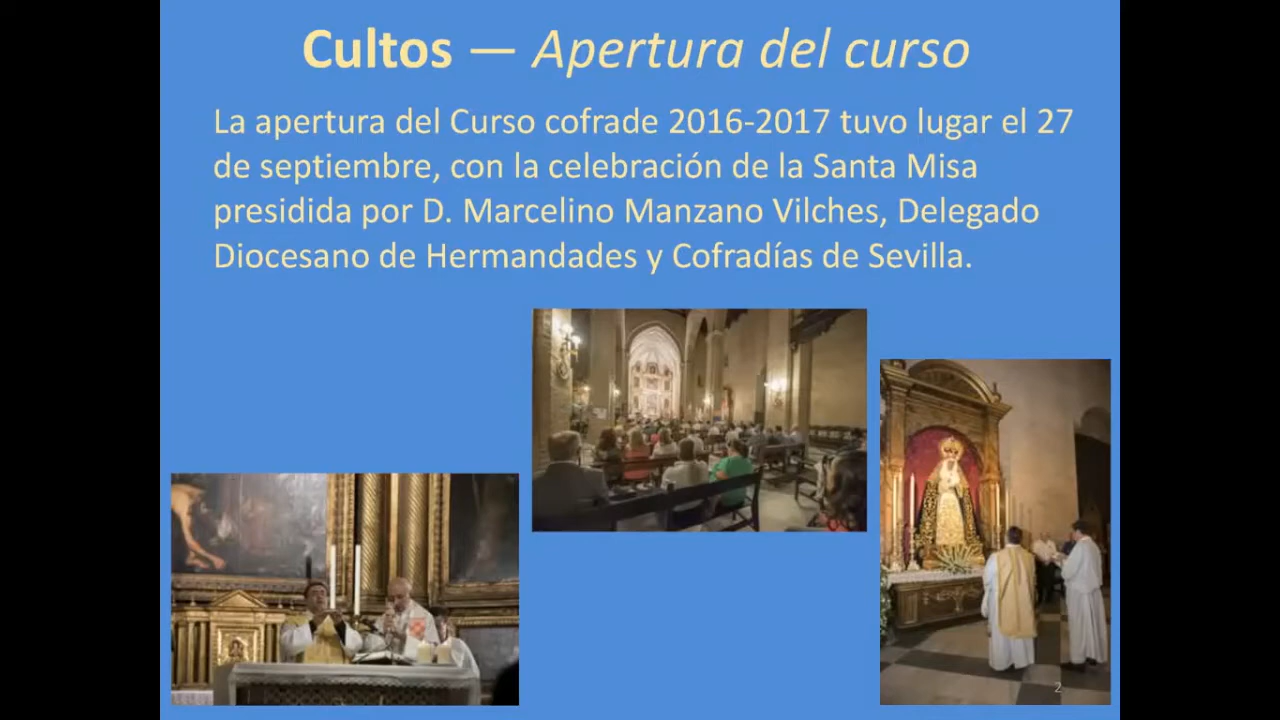 Cultos — Apertura del curso
La apertura del Curso cofrade 2016-2017 tuvo lugar el 27
de septiembre, con la celebración de la Santa Misa
presidida por D. Marcelino Manzano Vilches, Delegado
Diocesano de Hermandades y Cofradías de Sevilla.
2